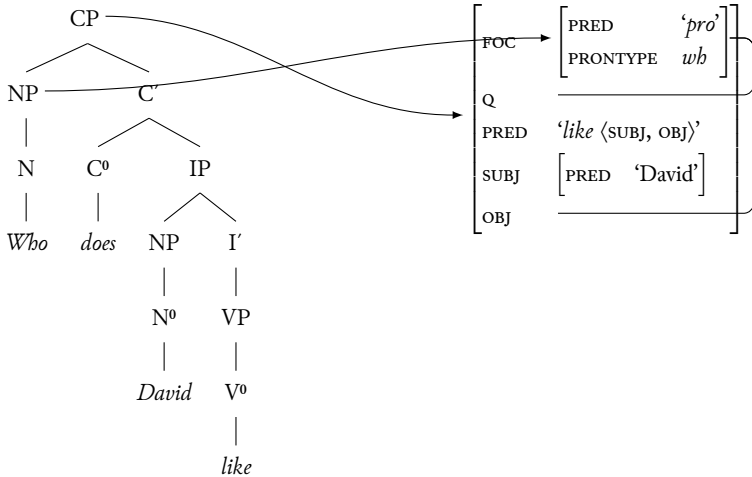 CP
NP C′
N C⁰ IP
Who does NP I′
N⁰ VP
David V⁰
like
FOC PRED ‘pro’
PRONTYPE wh
Q
PRED ‘like ⟨SUBJ, OBJ⟩’
SUBJ PRED ‘David’
OBJ